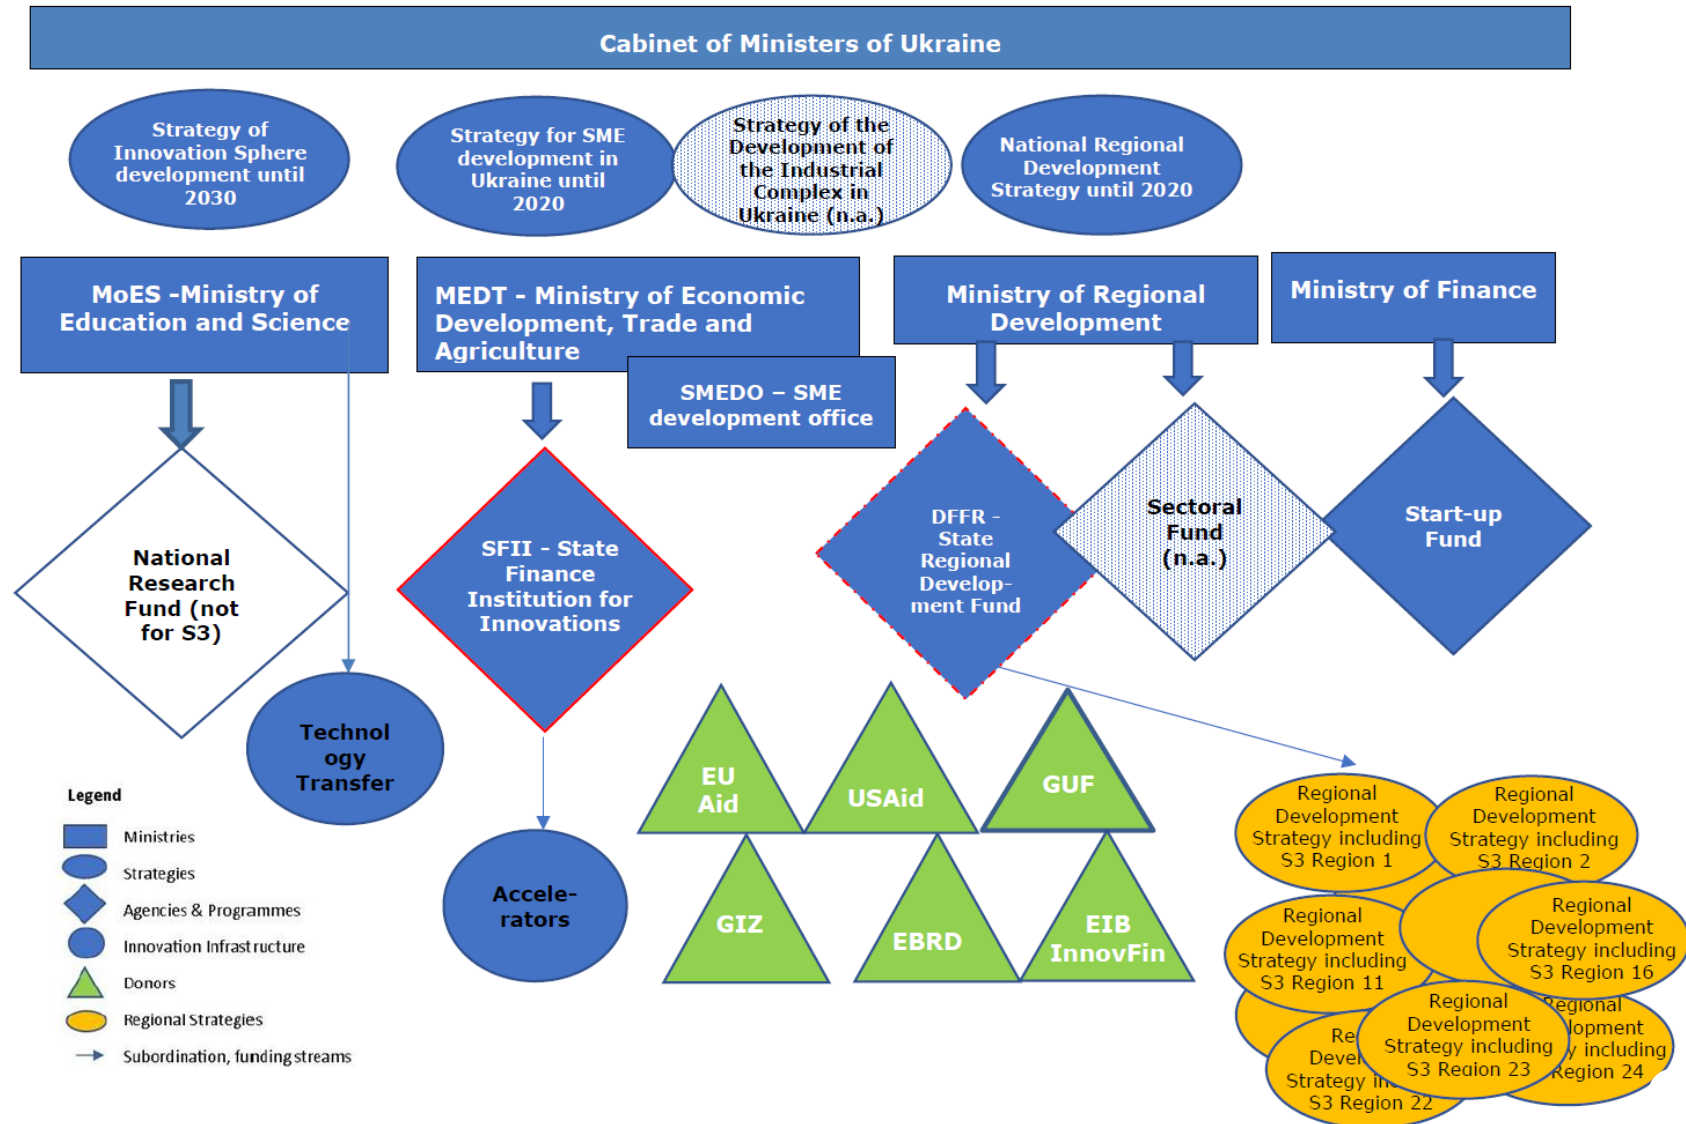 Cabinet of Ministers of Ukraine
Strategy of
Innovation Sphere
development until
2030
Strategy for SME
development in
Ukraine until
2020
Strategy of the
Development of
the Industrial
Complex in
Ukraine (n.a.)
National Regional
Development
Strategy until 2020
MoES -Ministry of
Education and Science
MEDT - Ministry of Economic
Development, Trade and
Agriculture
SMEDO – SME
development office
Ministry of Regional
Development
Ministry of Finance
National
Research
Fund (not
for S3)
SFII - State
Finance
Institution for
Innovations
DFFR -
State
Regional
Develop-
ment Fund
Sectoral
Fund
(n.a.)
Start-up
Fund
Technol
ogy
Transfer
Accele-
rators
EU
Aid
USAid
GUF
GIZ
EBRD
EIB
InnovFin
Regional
Development
Strategy including
S3 Region 1
Regional
Development
Strategy including
S3 Region 2
Regional
Development
Strategy including
S3 Region 11
Regional
Development
Strategy including
S3 Region 16
Regional
Development
Strategy including
S3 Region 23
Strategy
S3 Region 22
including
Region 24
Legend
Ministries
Strategies
Agencies & Programmes
Innovation Infrastructure
Donors
Regional Strategies
Subordination, funding streams